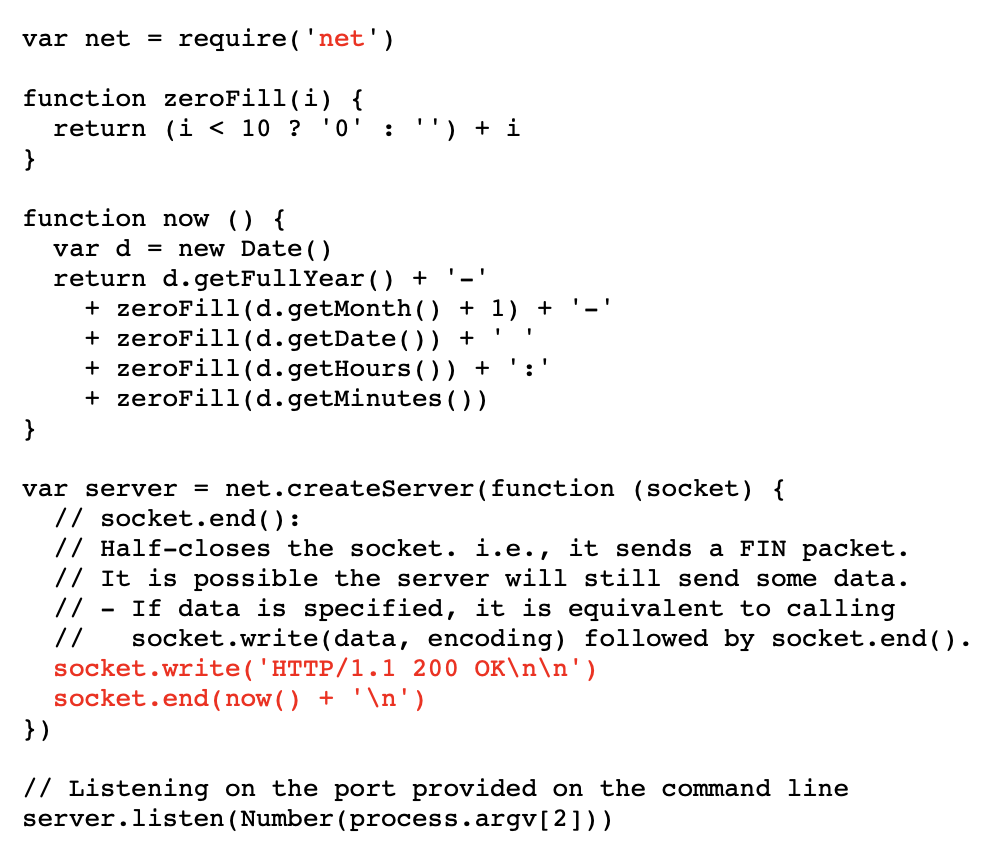 var net = require('net')

function zeroFill(i) {
  return (i < 10 ? '0' : '') + i
}

function now () {
  var d = new Date()
  return d.getFullYear() + '-'
    + zeroFill(d.getMonth() + 1) + '-'
    + zeroFill(d.getDate()) + ' '
    + zeroFill(d.getHours()) + ':'
    + zeroFill(d.getMinutes())
}

var server = net.createServer(function (socket) {
  // socket.end():
  // Half-closes the socket. i.e., it sends a FIN packet.
  // It is possible the server will still send some data.
  // - If data is specified, it is equivalent to calling
  //   socket.write(data, encoding) followed by socket.end().
  socket.write('HTTP/1.1 200 OK\n\n')
  socket.end(now() + '\n')
})

// Listening on the port provided on the command line
server.listen(Number(process.argv[2]))